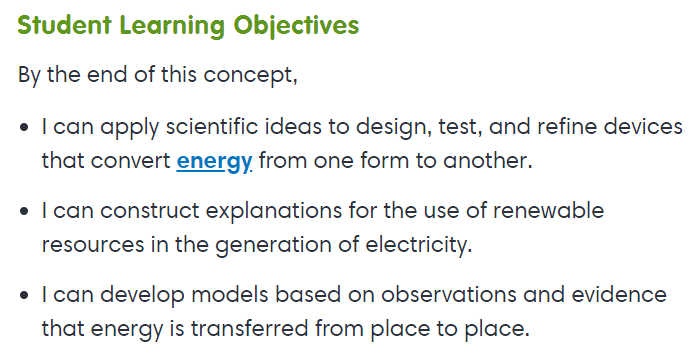 Student Learning Objectives
By the end of this concept,
• I can apply scientific ideas to design, test, and refine devices
that convert energy from one form to another.
• I can construct explanations for the use of renewable
resources in the generation of electricity.
• I can develop models based on observations and evidence
that energy is transferred from place to place.